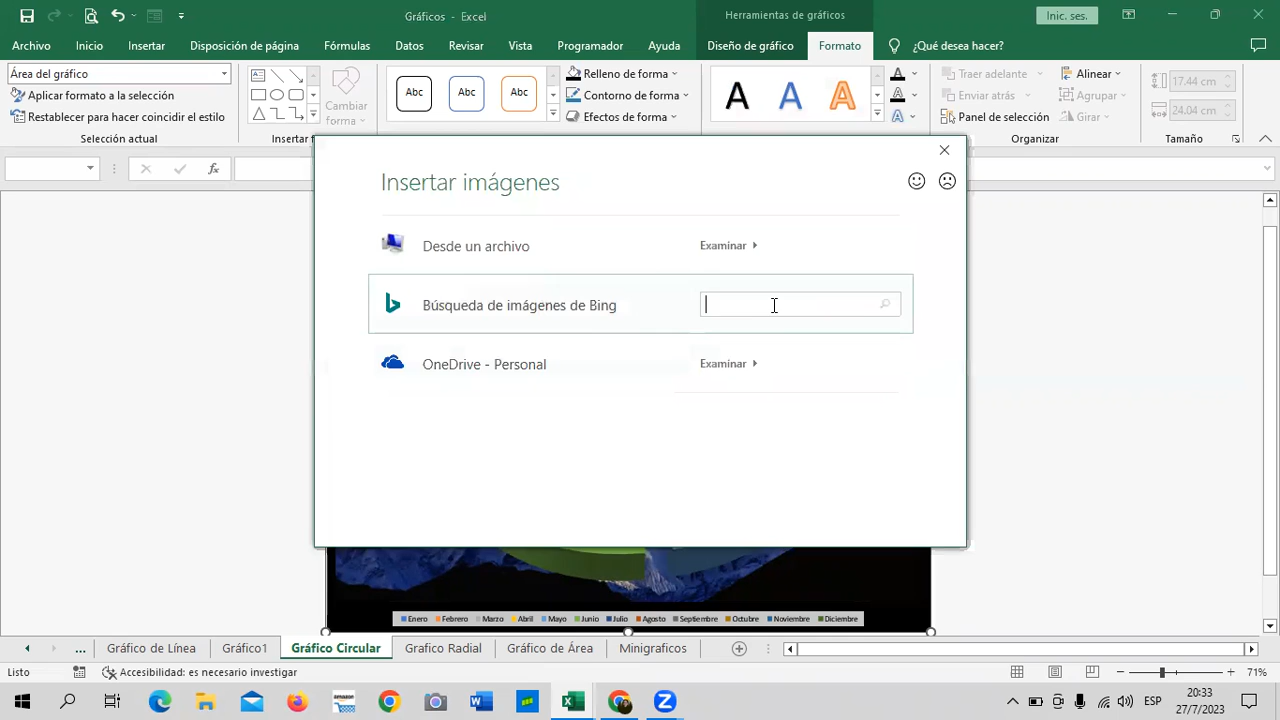 Gráficos - Excel
Herramientas de gráficos
Inic. ses.
Archivo Inicio Insertar Disposición de página Fórmulas Datos Revisar Vista Programador Ayuda Diseño de gráfico Formato ¿Qué desea hacer?
Área del gráfico
Aplicar formato a la selección
Restablecer para hacer coincidir el estilo
Selección actual
Cambiar
forma
Insertar f
Abc Abc Abc
Relleno de forma
Contorno de forma
Efectos de forma
A A A
A
A
A
Traer adelante
Enviar atrás
Panel de selección
Alinear
Agrupar
Girar
Organizar
17.44 cm
24.04 cm
Tamaño
fx
Insertar imágenes
Desde un archivo Examinar
Búsqueda de imágenes de Bing
OneDrive - Personal Examinar
Enero Febrero Marzo Abril Mayo Junio Julio Agosto Septiembre Octubre Noviembre Diciembre
... Gráfico de Línea Gráfico1 Gráfico Circular Grafico Radial Gráfico de Área Minigraficos
Listo Accesibilidad: es necesario investigar 71%
amazon
ESP
20:33
27/7/2023